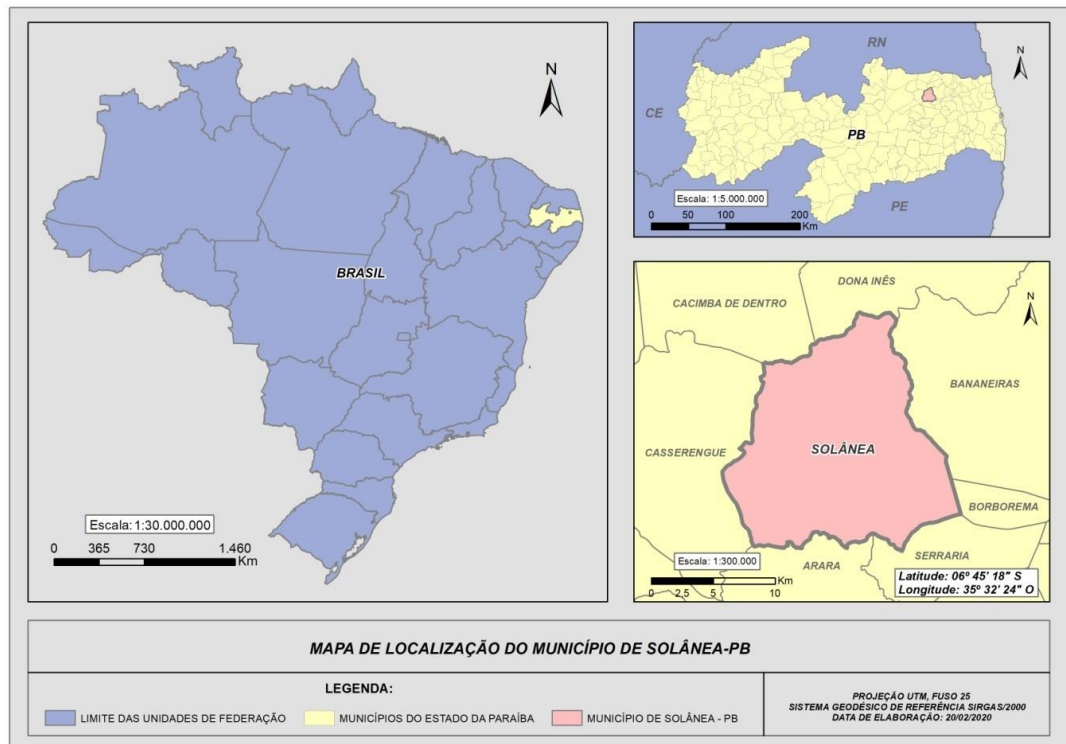 N
BRASIL
Escala: 1:30.000.000
0 365 730 1.460
Km
RN
N
CE
PB
PE
Escala: 1:5.000.000
0 50 100 200
Km
DONA INÊS
CACIMBA DE DENTRO
N
BANANEIRAS
CASSERENGUE
SOLÂNEA
BORBOREMA
SERRARIA
ARARA
Escala: 1:300.000
0 2,5 5 10
Km
Latitude: 06º 45' 18" S
Longitude: 35º 32' 24" O
MAPA DE LOCALIZAÇÃO DO MUNICÍPIO DE SOLÂNEA-PB
LEGENDA:
LIMITE DAS UNIDADES DE FEDERAÇÃO
MUNICÍPIOS DO ESTADO DA PARAÍBA
MUNICÍPIO DE SOLÂNEA - PB
PROJEÇÃO UTM, FUSO 25
SISTEMA GEODÉSICO DE REFERÊNCIA SIRGAS/2000
DATA DE ELABORAÇÃO: 20/02/2020